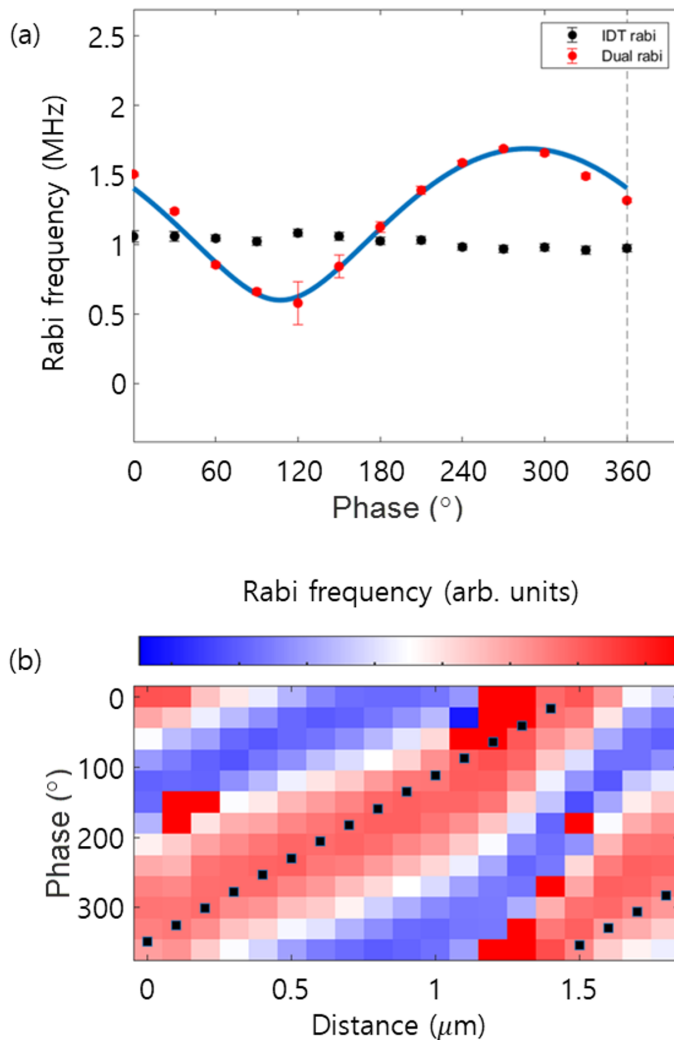 (a)
2.5
2
1.5
1
0.5
0
Rabi frequency (MHz)
IDT rabi
Dual rabi
0 60 120 180 240 300 360
Phase (°)
Rabi frequency (arb. units)
(b)
0
100
200
300
Phase (°)
0 0.5 1 1.5
Distance (μm)